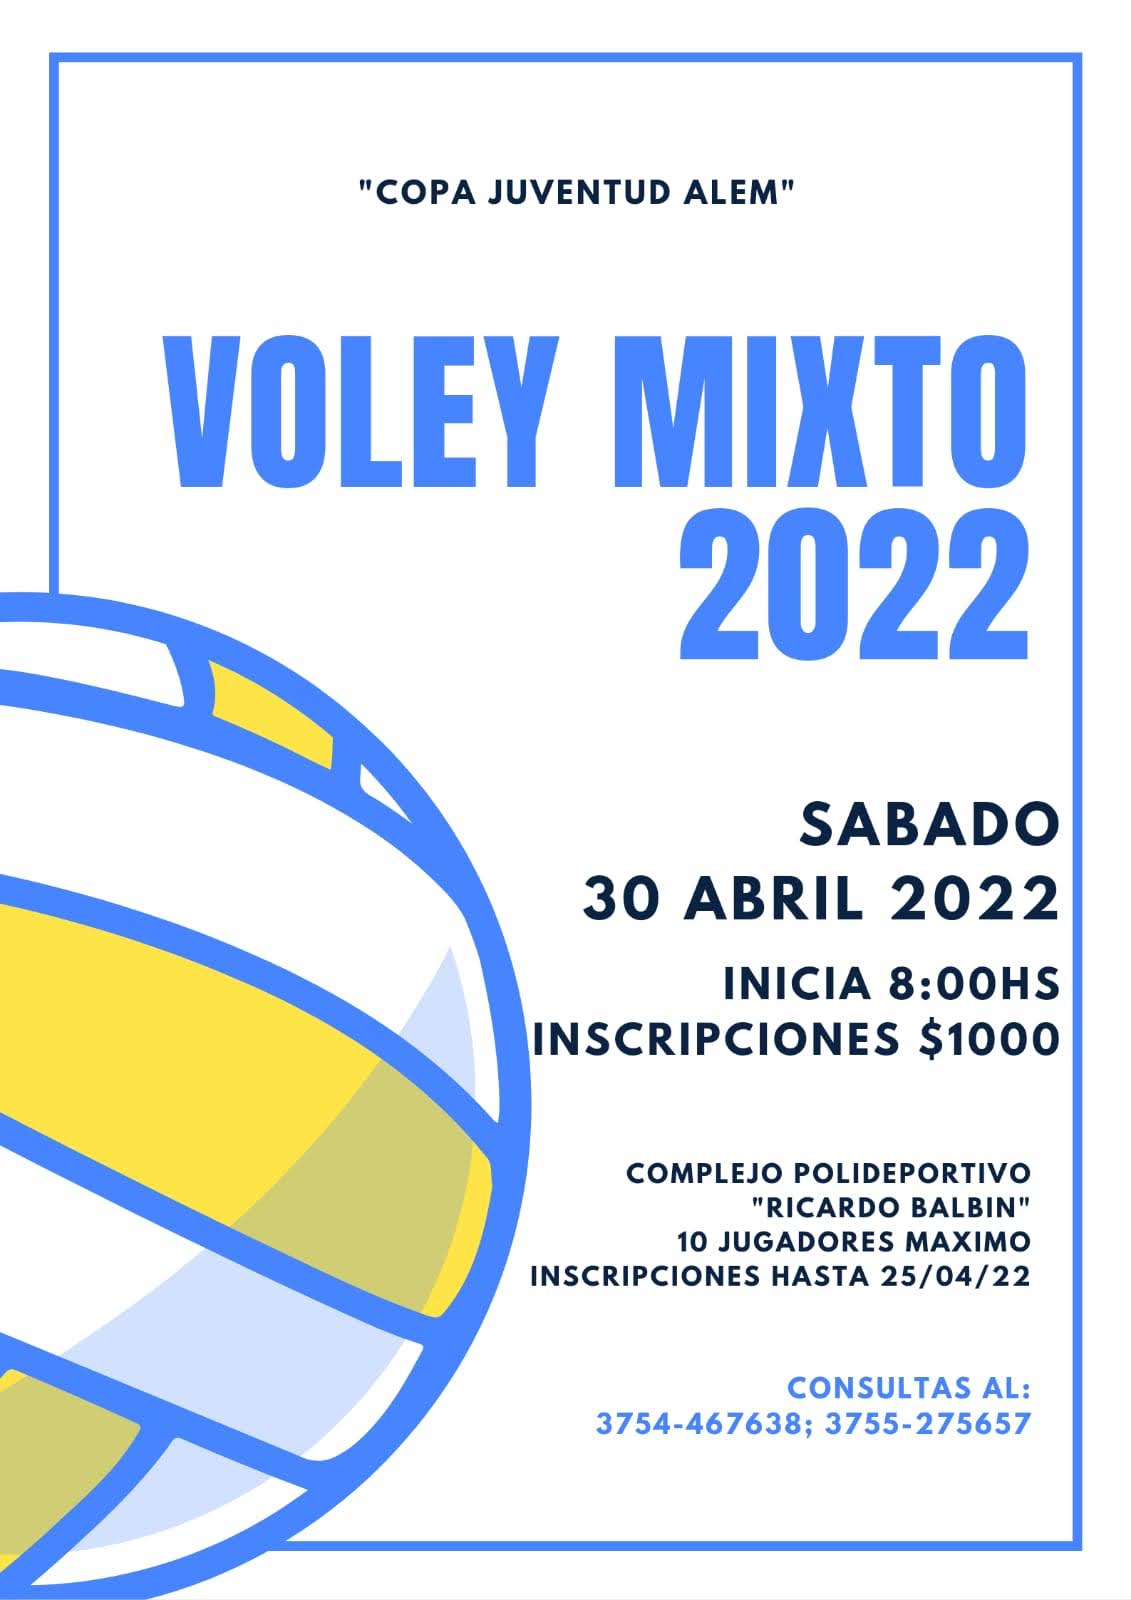 "COPA JUVENTUD ALEM"
VOLEY MIXTO
2022
SABADO
30 ABRIL 2022
INICIA 8:00HS
INSCRIPCIONES $1000
COMPLEJO POLIDEPORTIVO
"RICARDO BALBIN"
10 JUGADORES MAXIMO
INSCRIPCIONES HASTA 25/04/22
CONSULTAS AL:
3754-467638; 3755-275657